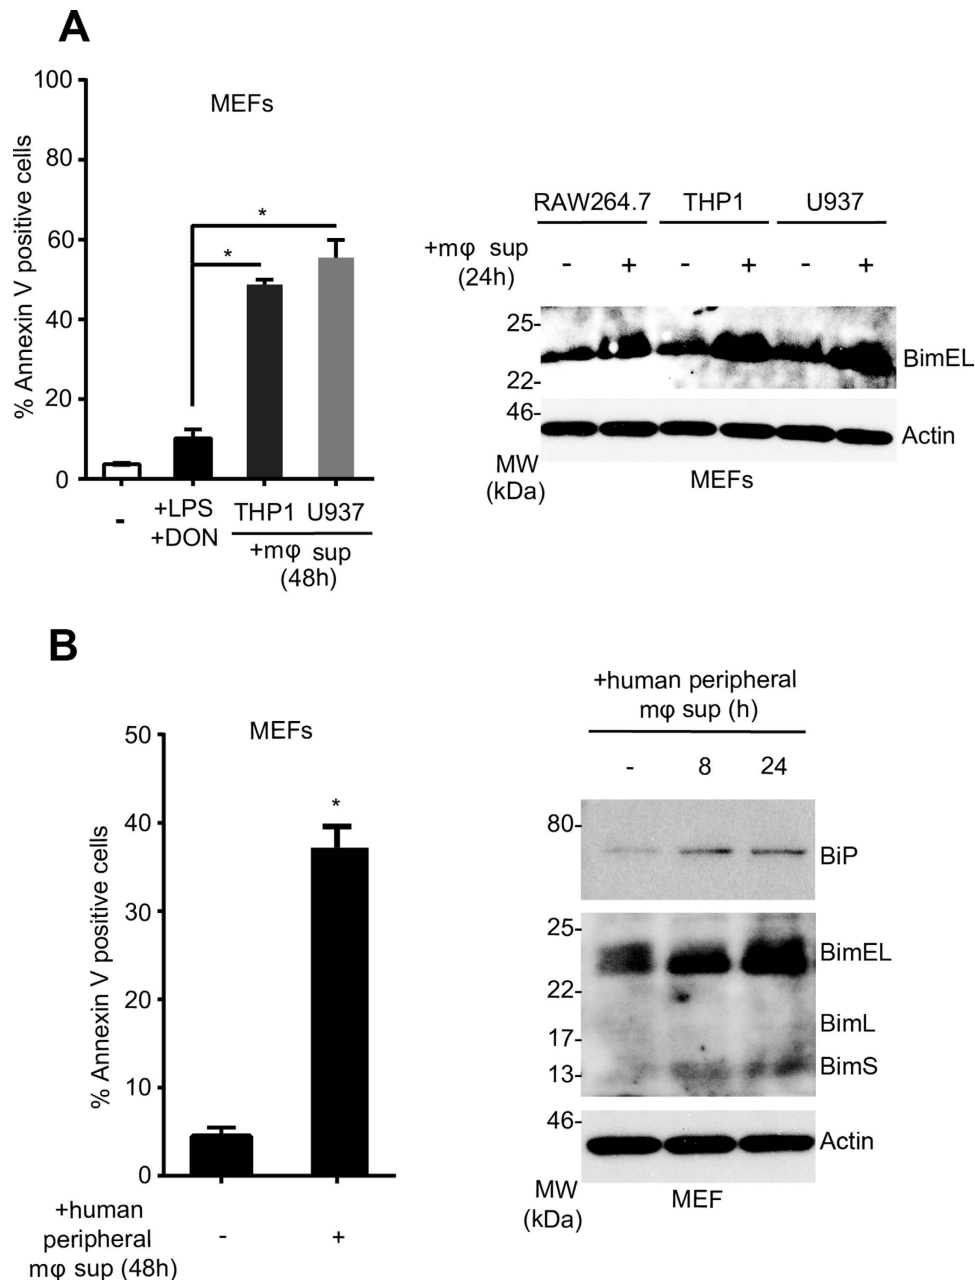 A
MEFs
% Annexin V positive cells
100
80
60
40
20
0
*
*
-
+LPS
+DON
THP1 U937
+mφ sup
(48h)
RAW264.7 THP1 U937
+mφ sup
(24h)
- + - + - +
25-
22-
BimEL
46-
Actin
MW
(kDa)
MEFs
B
MEFs
% Annexin V positive cells
50
40
30
20
10
0
*
+human
peripheral
mφ sup (48h)
- +
+human peripheral
mφ sup (h)
- 8 24
80-
BiP
25-
BimEL
22-
BimL
17-
BimS
13-
46-
Actin
MW
(kDa)
MEF